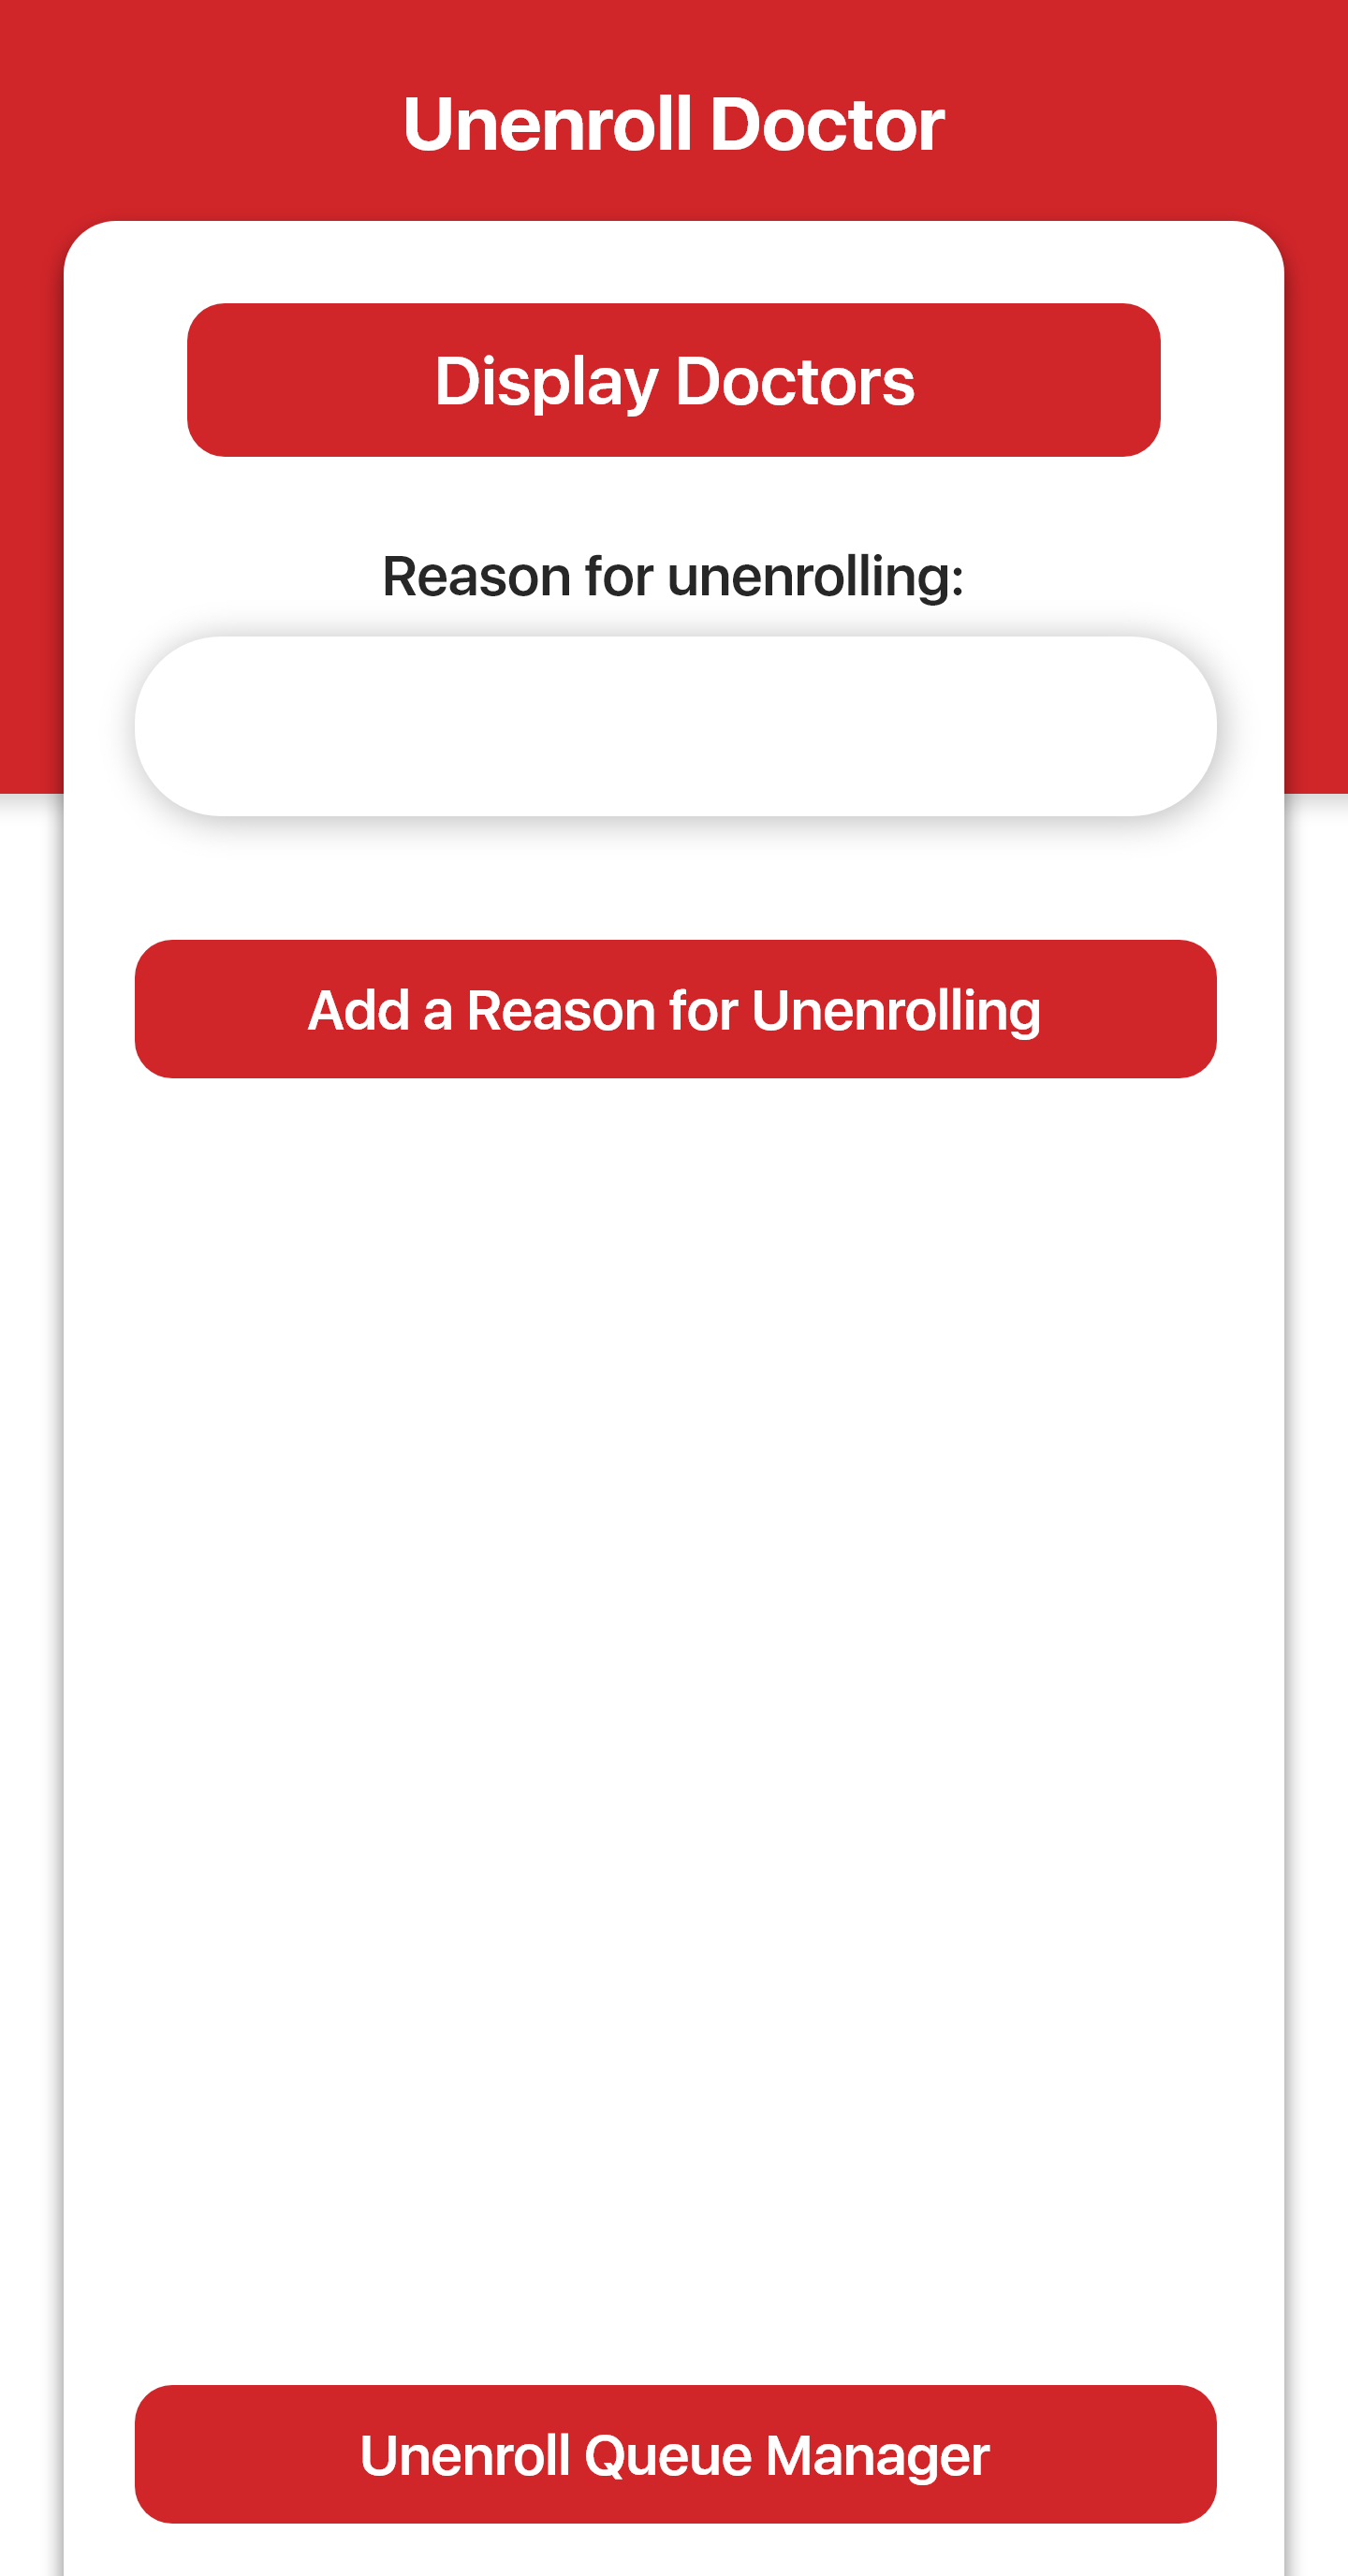 Unenroll Doctor
Display Doctors
Reason for unenrolling:
Add a Reason for Unenrolling
Unenroll Queue Manager